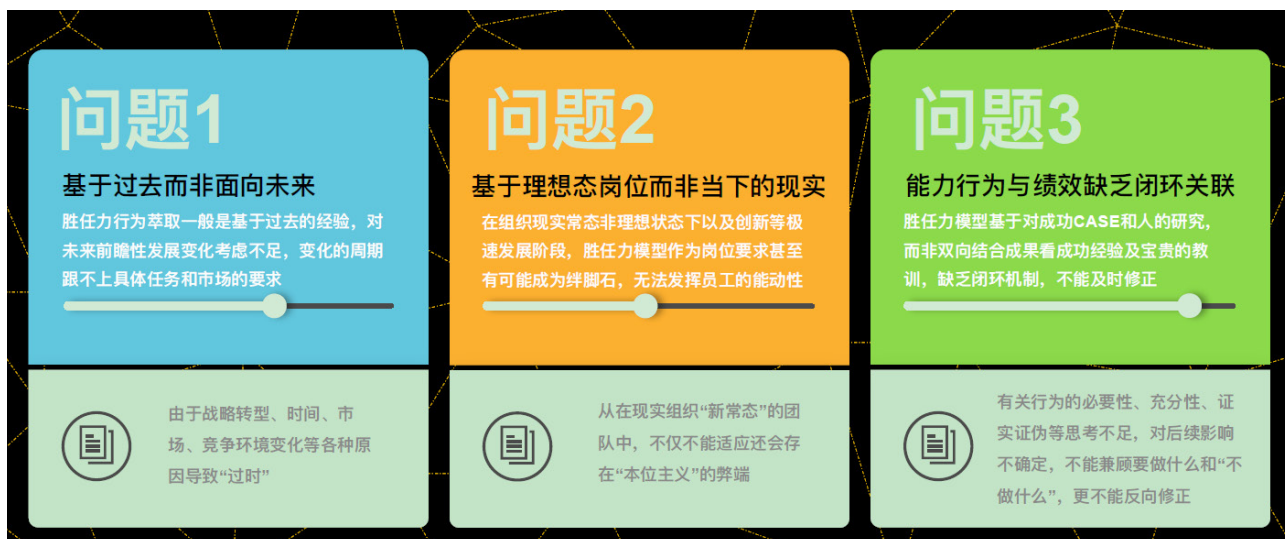 问题1
基于过去而非面向未来
胜任力行为萃取一般是基于过去的经验，对
未来前瞻性发展变化考虑不足，变化的周期
跟不上具体任务和市场的要求
由于战略转型、时间、市
场、竞争环境变化等各种原
因导致“过时”
问题2
基于理想态岗位而非当下的现实
在组织现实常态非理想状态下以及创新等极
速发展阶段，胜任力模型作为岗位要求甚至
有可能成为绊脚石，无法发挥员工的能动性
从在现实组织“新常态”的团
队中，不仅不能适应还会存
在“本位主义”的弊端
问题3
能力行为与绩效缺乏闭环关联
胜任力模型基于对成功CASE和人的研究，
而非双向结合成果看成功经验及宝贵的教
训，缺乏闭环机制，不能及时修正
有关行为的必要性、充分性、证
实证伪等思考不足，对后续影响
不确定，不能兼顾要做什么和“不
做什么”，更不能反向修正